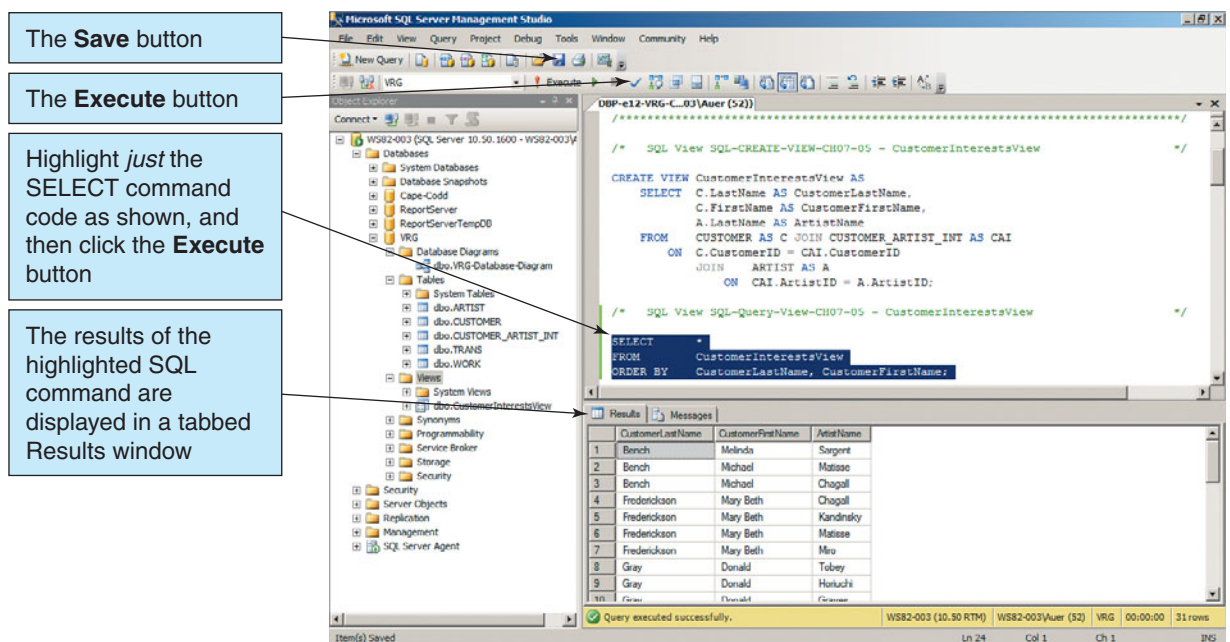 The Save button
The Execute button
Highlight just the
SELECT command
code as shown, and
then click the Execute
button
The results of the
highlighted SQL
command are
displayed in a tabbed
Results window
Microsoft SQL Server Management Studio
File Edit View Query Project Debug Tools Window Community Help
New Query
VRG
Execute
Object Explorer
Connect
WS82-003 (SQL Server 10.50.1600 - WS82-003\A
Databases
System Databases
Database Snapshots
Cape-Codd
ReportServer
ReportServerTempDB
VRG
Database Diagrams
dbo.VRG-Database-Diagram
Tables
System Tables
dbo.ARTIST
dbo.CUSTOMER
dbo.CUSTOMER_ARTIST_INT
dbo.TRANS
dbo.WORK
Views
System Views
dbo.CustomerInterestsView
Synonyms
Programmability
Service Broker
Storage
Security
Security
Server Objects
Replication
Management
SQL Server Agent
DBP-e12-VRG-C...03\Auer (52))
/* SQL View SQL-CREATE-VIEW-CH07-05 - CustomerInterestsView */
CREATE VIEW CustomerInterestsView AS
SELECT C.LastName AS CustomerLastName,
C.FirstName AS CustomerFirstName,
A.LastName AS ArtistName
FROM CUSTOMER AS C JOIN CUSTOMER_ARTIST_INT AS CAI
ON C.CustomerID = CAI.CustomerID
JOIN ARTIST AS A
ON CAI.ArtistID = A.ArtistID;
/* SQL View SQL-Query-View-CH07-05 - CustomerInterestsView */
SELECT *
FROM CustomerInterestsView
ORDER BY CustomerLastName, CustomerFirstName;
Results Messages
CustomerLastName CustomerFirstName ArtistName
1 Bench Melinda Sargent
2 Bench Michael Matisse
3 Bench Michael Chagall
4 Frederickson Mary Beth Chagall
5 Frederickson Mary Beth Kandinsky
6 Frederickson Mary Beth Matisse
7 Frederickson Mary Beth Miro
8 Gray Donald Tobey
9 Gray Donald Horiuchi
10 Gray Donald Graves
Query executed successfully. WS82-003 (10.50 RTM) WS82-003\Auer (52) VRG 00:00:00 31 rows
Item(s) Saved Ln 24 Col 1 Ch 1 INS